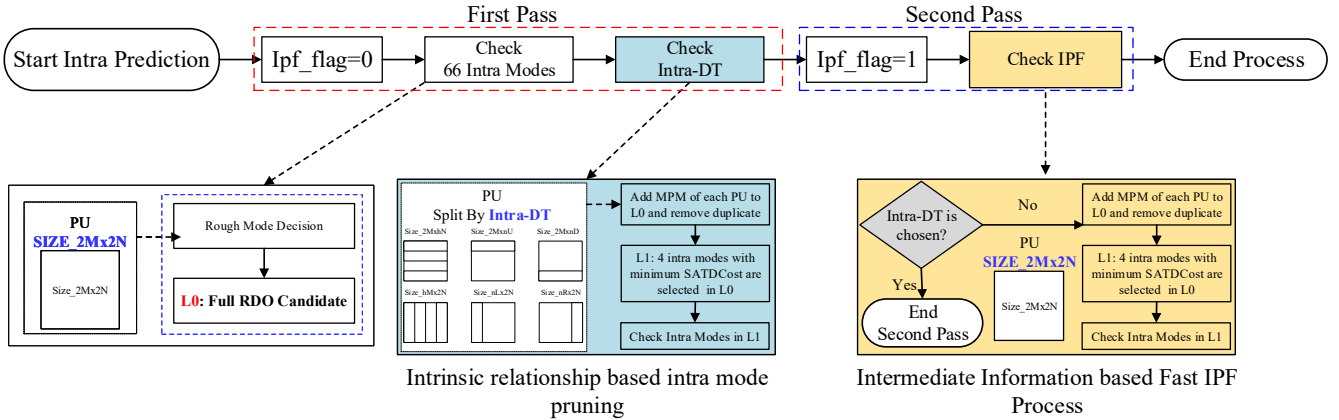 First Pass
Second Pass
Start Intra Prediction
Ipf_flag=0
Check
66 Intra Modes
Check
Intra-DT
Ipf_flag=1
Check IPF
End Process
PU
SIZE_2Mx2N
Size_2Mx2N
Rough Mode Decision
L0: Full RDO Candidate
PU
Split By Intra-DT
Size_2MxhN
Size_2MxnU
Size_2MxnD
Size_hMx2N
Size_nLx2N
Size_nRx2N
Add MPM of each PU to
L0 and remove duplicate
L1: 4 intra modes with
minimum SATDCost are
selected in L0
Check Intra Modes in L1
Intra-DT is
chosen?
No
Yes
End
Second Pass
PU
SIZE_2Mx2N
Size_2Mx2N
Add MPM of each PU to
L0 and remove duplicate
L1: 4 intra modes with
minimum SATDCost are
selected in L0
Check Intra Modes in L1
Intrinsic relationship based intra mode
pruning
Intermediate Information based Fast IPF
Process